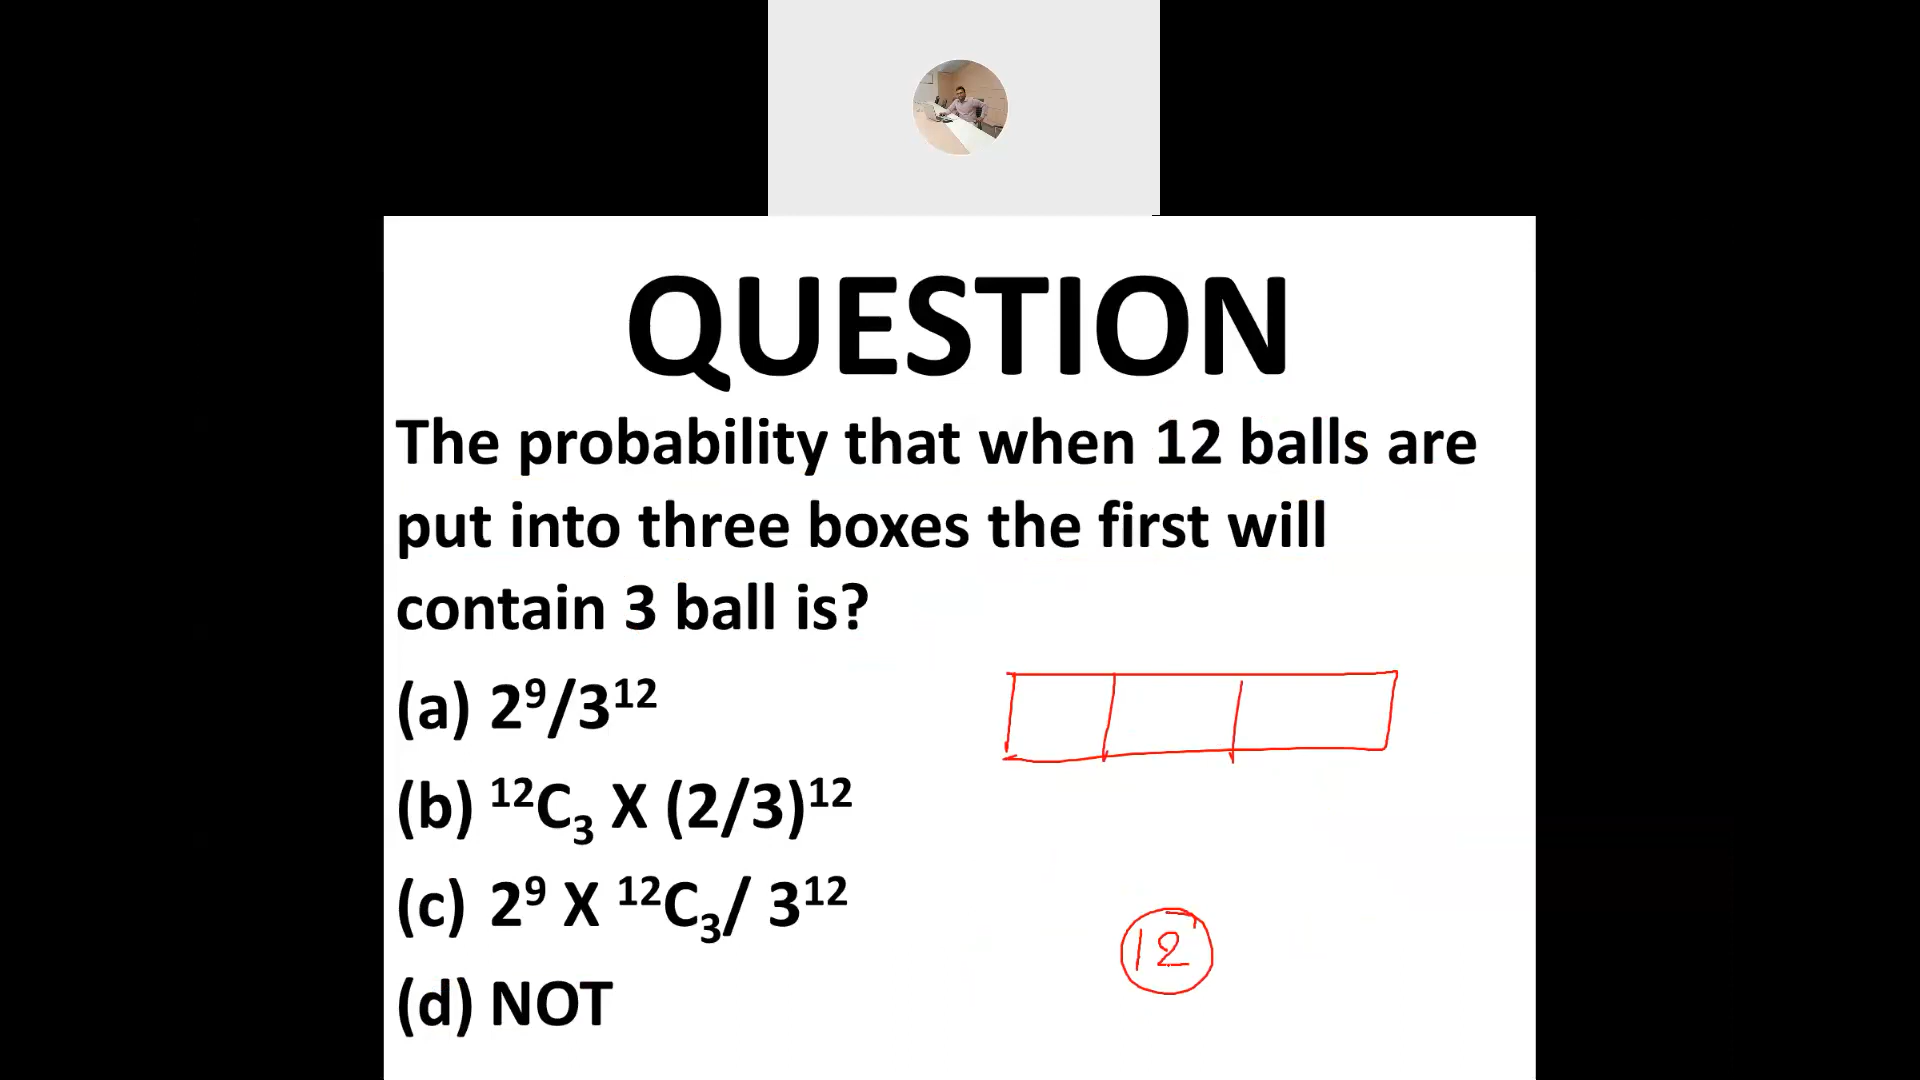 QUESTION
The probability that when 12 balls are
put into three boxes the first will
contain 3 ball is?
(a) 2⁹/3¹²
(b) ¹²C₃ X (2/3)¹²
(c) 2⁹ X ¹²C₃/ 3¹²
(d) NOT
12